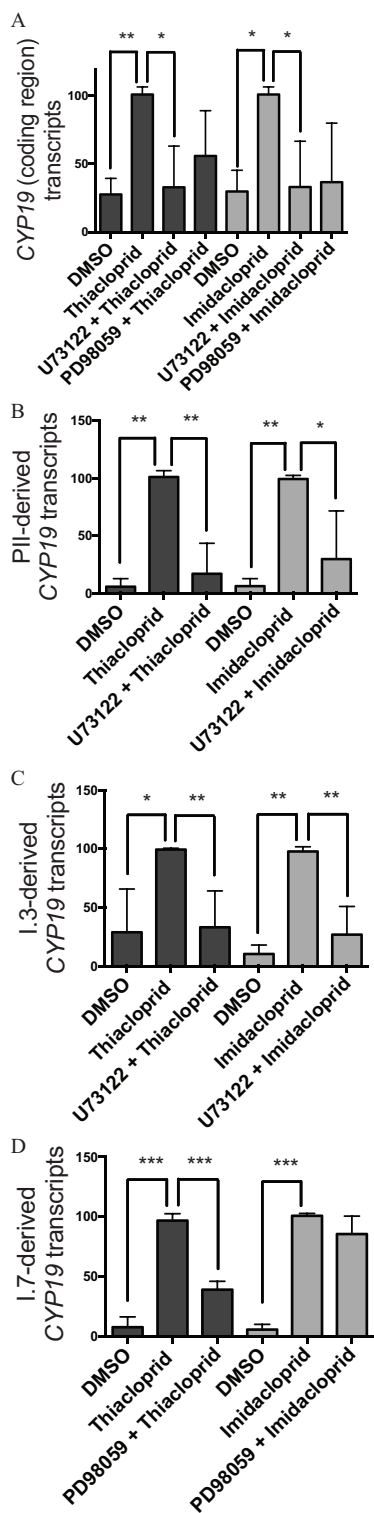 A
CYP19 (coding region)
transcripts
** * * *
100
50
0
DMSO
Thiacloprid
U73122 + Thiacloprid
PD98059 + Thiacloprid
DMSO
Imidacloprid
U73122 + Imidacloprid
PD98059 + Imidacloprid
B
PII-derived
CYP19 transcripts
150
** ** ** *
100
50
0
DMSO
Thiacloprid
U73122 + Thiacloprid
DMSO
Imidacloprid
U73122 + Imidacloprid
C
I.3-derived
CYP19 transcripts
150
* ** ** **
100
50
0
DMSO
Thiacloprid
U73122 + Thiacloprid
DMSO
Imidacloprid
U73122 + Imidacloprid
D
I.7-derived
CYP19 transcripts
150
*** *** ***
100
50
0
DMSO
Thiacloprid
PD98059 + Thiacloprid
DMSO
Imidacloprid
PD98059 + Imidacloprid